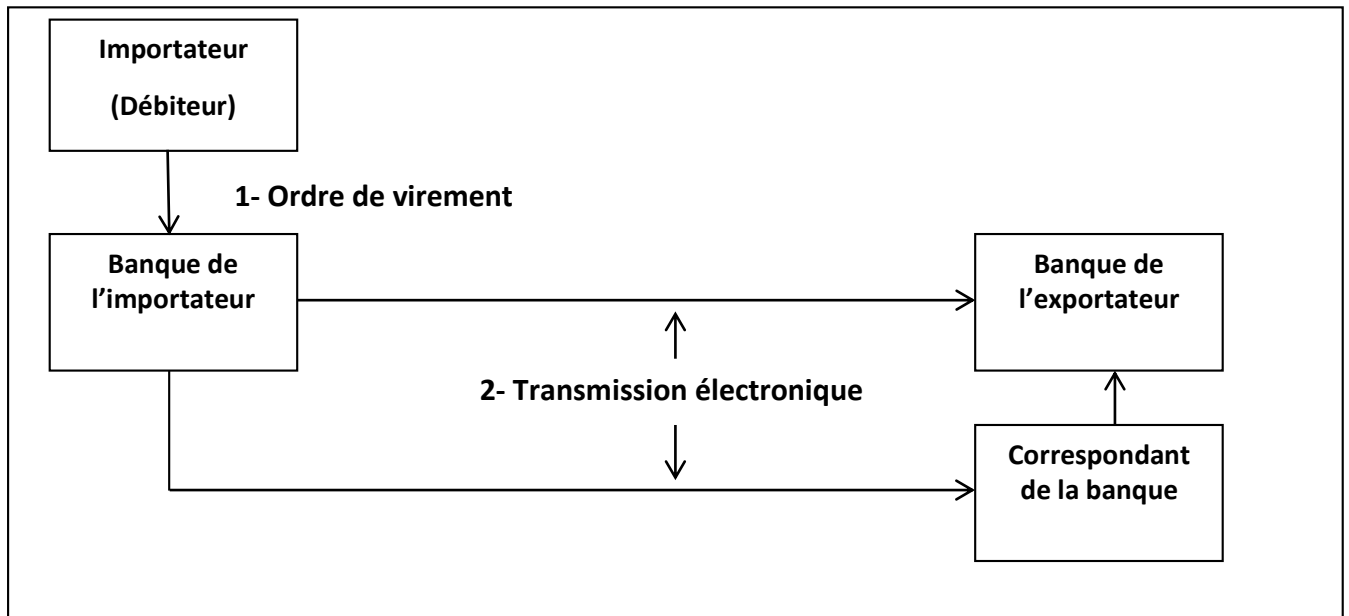 Importateur
(Débiteur)
1- Ordre de virement
Banque de
l’importateur
Banque de
l’exportateur
2- Transmission électronique
Correspondant
de la banque